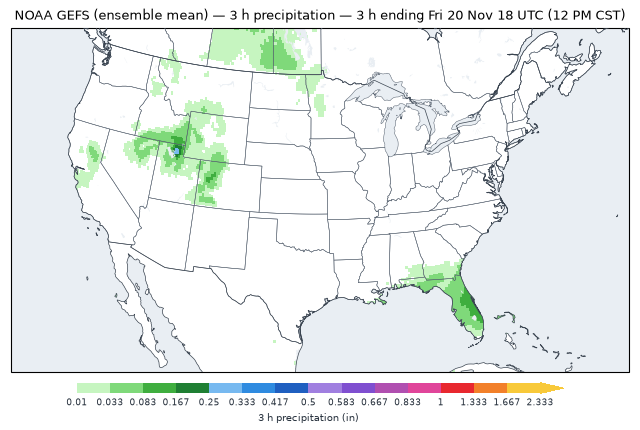 NOAA GEFS (ensemble mean) — 3 h precipitation — 3 h ending Fri 20 Nov 18 UTC (12 PM CST)
0.01 0.033 0.083 0.167 0.25 0.333 0.417 0.5 0.583 0.667 0.833 1 1.333 1.667 2.333
3 h precipitation (in)